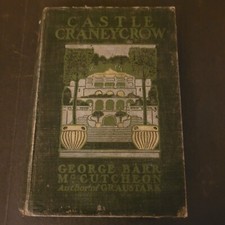 CASTLE
CRANEYCROW
GEORGE BARR
McCUTCHEON
Author of GRAUSTARK